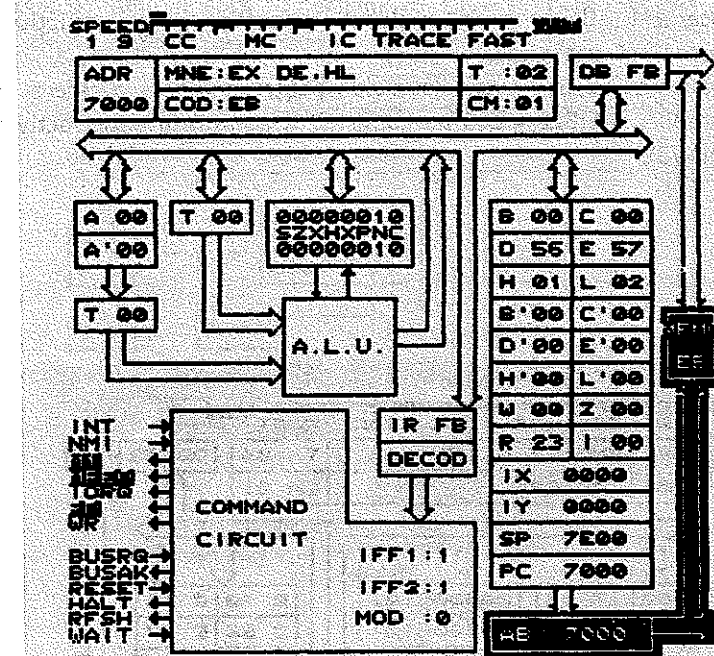 SPEED
1 9 CC MC IC TRACE FAST
ADR MNE:EX DE.HL T :02 DB FB
7000 COD:EB CM:01
A 00 T 00 00000010 B 00 C 00
SZXHXPNC
A'00 00000010 D 56 E 57
H 01 L 02
T 00 B'00 C'00
A.L.U. D'00 E'00
H'00 L'00
W 00 Z 00
INT IR FB R 23 I 00
NMI
DECOD
IX 0000
IORQ
COMMAND IY 0000
WR
CIRCUIT SP 7E00
BUSRQ IFF1:1
BUSAK PC 7000
RESET IFF2:1
HALT
RFSH MOD :0
WAIT AB 7000